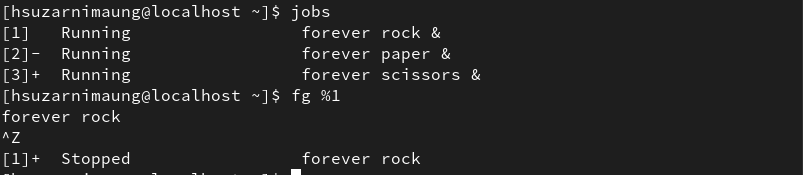 [hsuzarnimaung@localhost ~]$ jobs
[1]   Running                 forever rock &
[2]-  Running                 forever paper &
[3]+  Running                 forever scissors &
[hsuzarnimaung@localhost ~]$ fg %1
forever rock
^Z
[1]+  Stopped                 forever rock